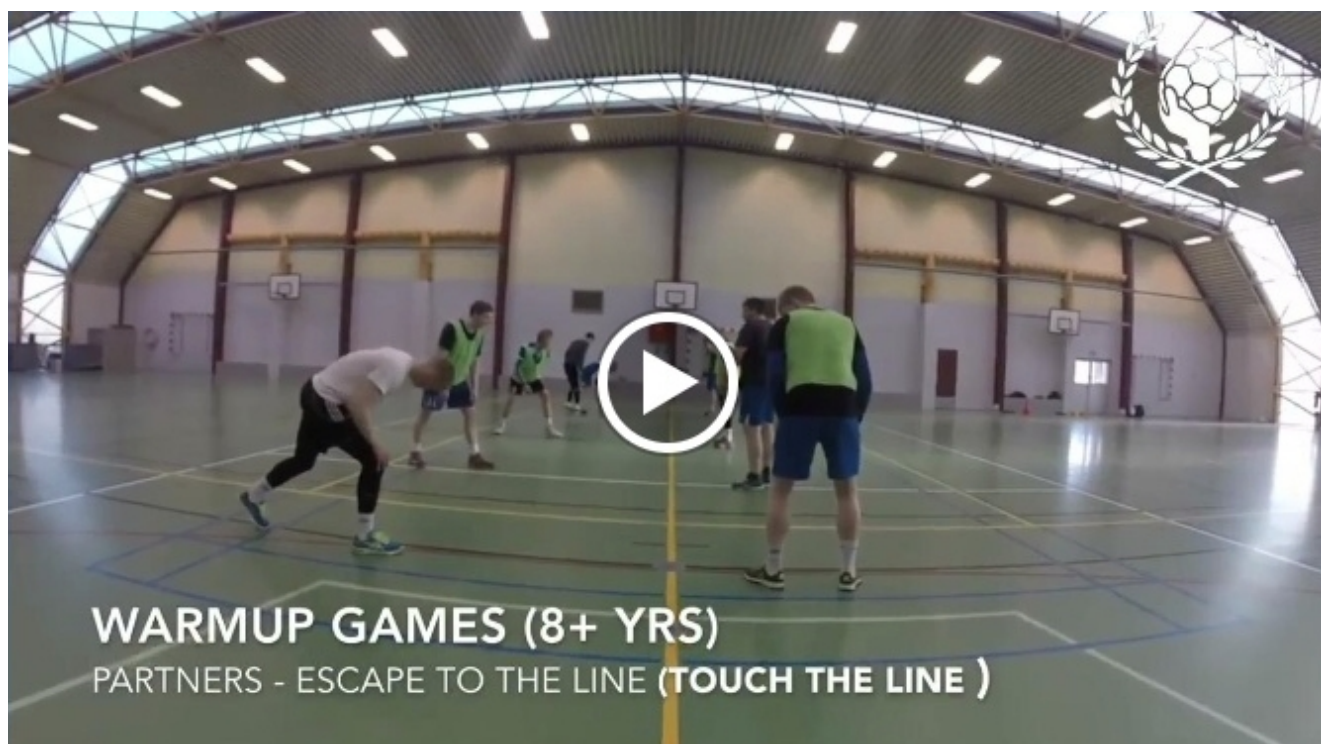 WARMUP GAMES (8+ YRS)
PARTNERS - ESCAPE TO THE LINE (TOUCH THE LINE )